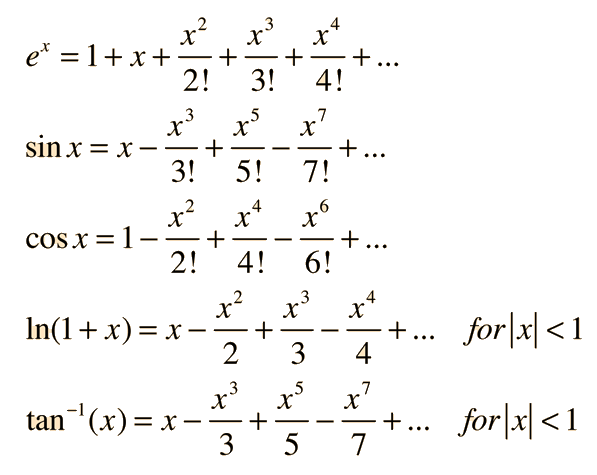 e^x = 1 + x + x^2/2! + x^3/3! + x^4/4! + ...
sin x = x − x^3/3! + x^5/5! − x^7/7! + ...
cos x = 1 − x^2/2! + x^4/4! − x^6/6! + ...
ln(1 + x) = x − x^2/2 + x^3/3 − x^4/4 + ... for |x| < 1
tan^−1(x) = x − x^3/3 + x^5/5 − x^7/7 + ... for |x| < 1